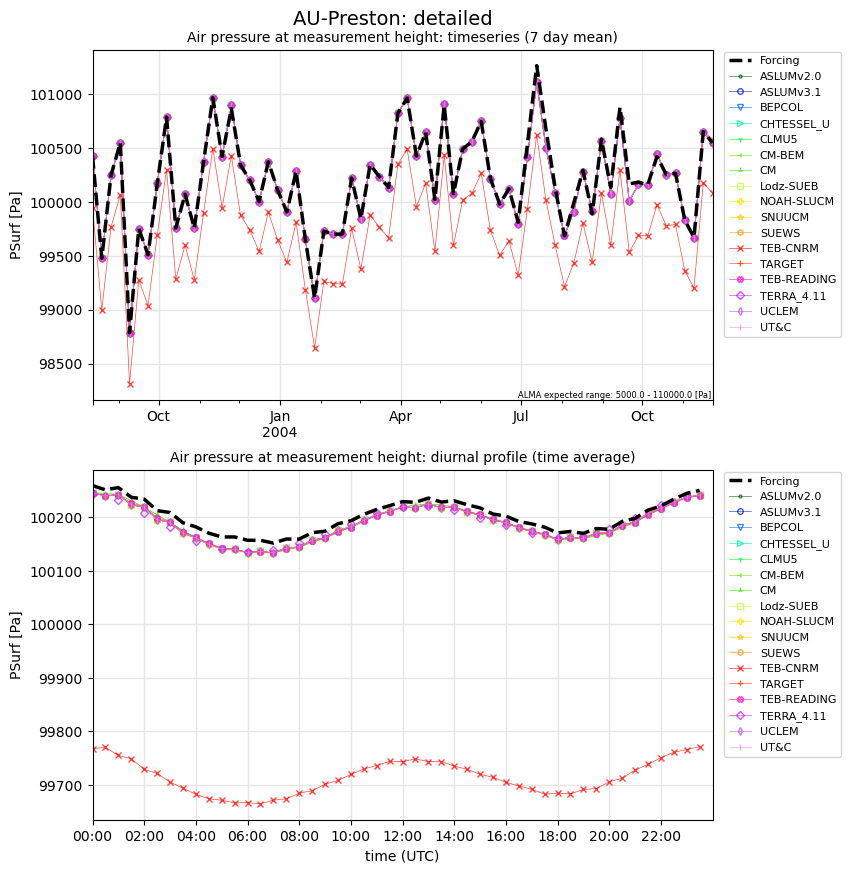 AU-Preston: detailed
Air pressure at measurement height: timeseries (7 day mean)
PSurf [Pa]
101000
100500
100000
99500
99000
98500
Oct
Jan
2004
Apr
Jul
Oct
ALMA expected range: 5000.0 - 110000.0 [Pa]
Forcing
ASLUMv2.0
ASLUMv3.1
BEPCOL
CHTESSEL_U
CLMU5
CM-BEM
CM
Lodz-SUEB
NOAH-SLUCM
SNUUCM
SUEWS
TEB-CNRM
TARGET
TEB-READING
TERRA_4.11
UCLEM
UT&C
Air pressure at measurement height: diurnal profile (time average)
PSurf [Pa]
100200
100100
100000
99900
99800
99700
00:00
02:00
04:00
06:00
08:00
10:00
12:00
14:00
16:00
18:00
20:00
22:00
time (UTC)
Forcing
ASLUMv2.0
ASLUMv3.1
BEPCOL
CHTESSEL_U
CLMU5
CM-BEM
CM
Lodz-SUEB
NOAH-SLUCM
SNUUCM
SUEWS
TEB-CNRM
TARGET
TEB-READING
TERRA_4.11
UCLEM
UT&C